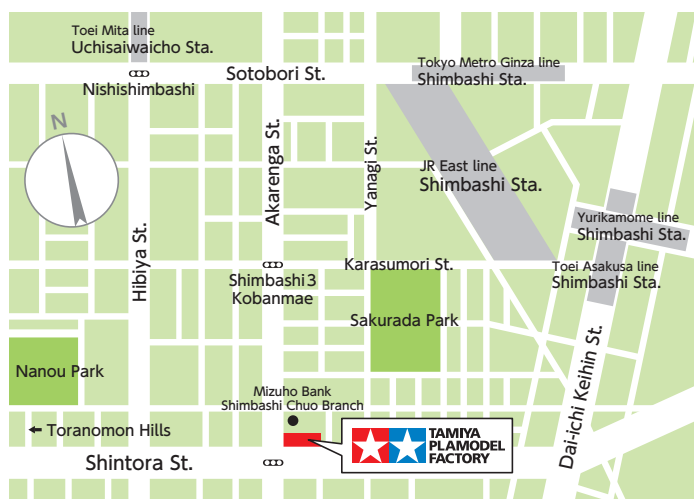 Toei Mita line
Uchisaiwaicho Sta.
Nishishimbashi
Sotobori St.
Tokyo Metro Ginza line
Shimbashi Sta.
N
Akarenga St.
Yanagi St.
JR East line
Shimbashi Sta.
Yurikamome line
Shimbashi Sta.
Hibiya St.
Karasumori St.
Toei Asakusa line
Shimbashi Sta.
Shimbashi 3
Kobanmae
Sakurada Park
Nanou Park
Dai-ichi Keihin St.
Mizuho Bank
Shimbashi Chuo Branch
← Toranomon Hills
TAMIYA
PLAMODEL
FACTORY
Shintora St.